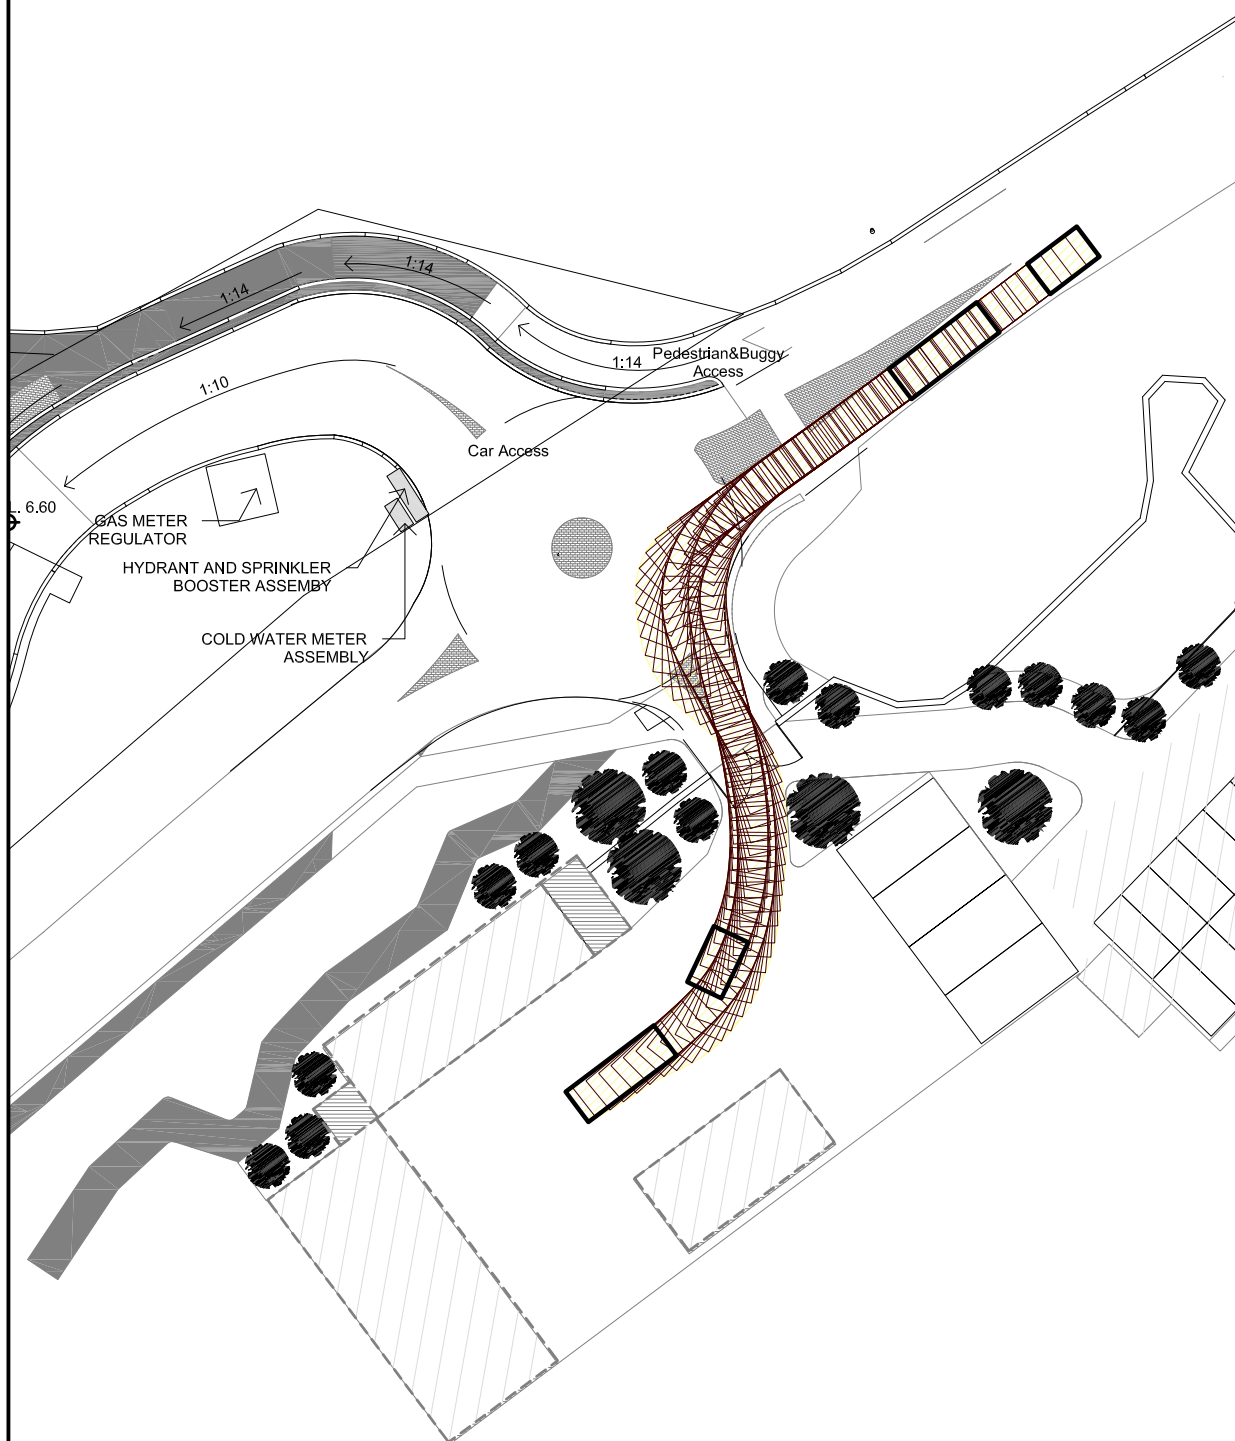 1:14
1:14
1:14
Pedestrian&Buggy
Access
1:10
Car Access
L. 6.60
GAS METER
REGULATOR
HYDRANT AND SPRINKLER
BOOSTER ASSEMBY
COLD WATER METER
ASSEMBLY